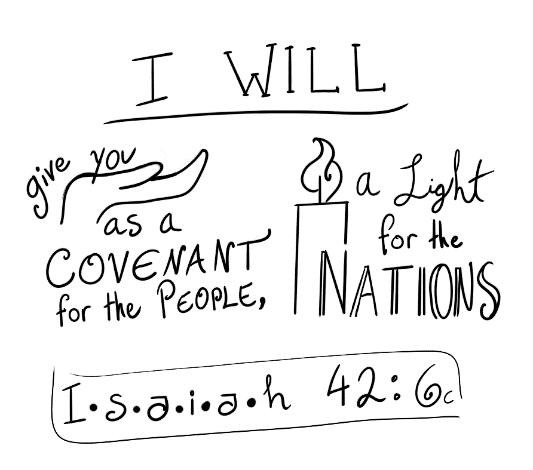 I WILL
give you
as a
COVENANT
for the PEOPLE,
a Light
for the
NATIONS
I•s•a•i•a•h 42:6c